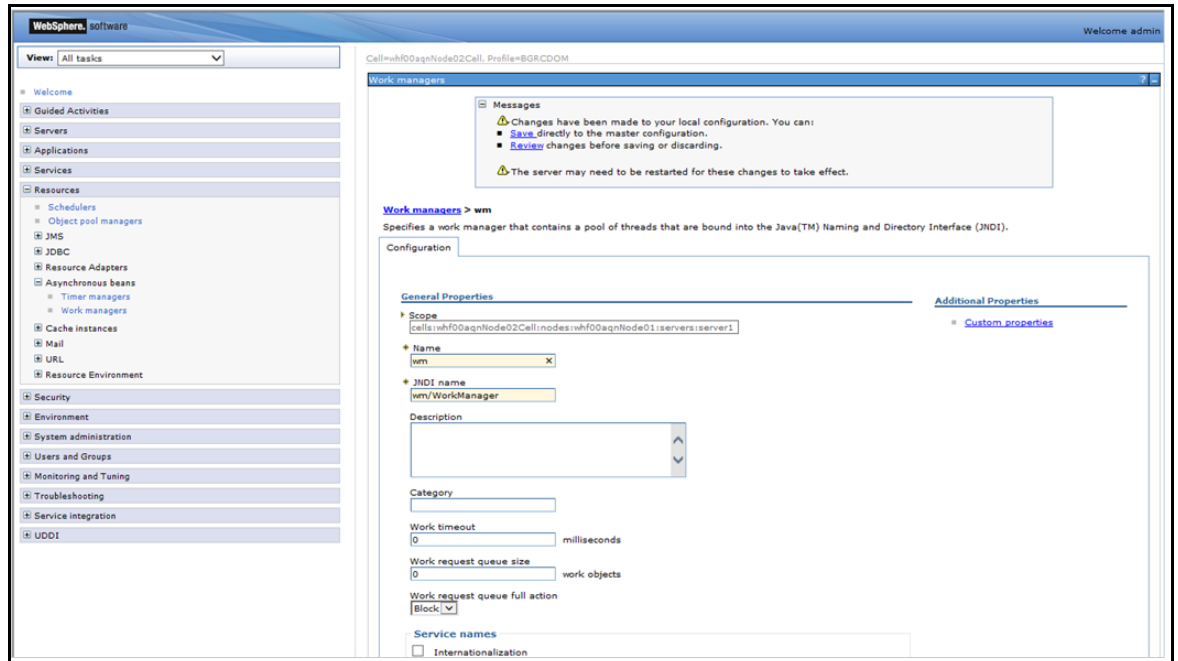 WebSphere. software
Welcome admin
View: All tasks
Welcome
Guided Activities
Servers
Applications
Services
Resources
Schedulers
Object pool managers
JMS
JDBC
Resource Adapters
Asynchronous beans
Timer managers
Work managers
Cache instances
Mail
URL
Resource Environment
Security
Environment
System administration
Users and Groups
Monitoring and Tuning
Troubleshooting
Service integration
UDDI
Cell=whf00aqnNode02Cell, Profile=BGRCDOM
Work managers
? –
Messages
Changes have been made to your local configuration. You can:
Save directly to the master configuration.
Review changes before saving or discarding.
The server may need to be restarted for these changes to take effect.
Work managers > wm
Specifies a work manager that contains a pool of threads that are bound into the Java(TM) Naming and Directory Interface (JNDI).
Configuration
General Properties
Scope
cells:whf00aqnNode02Cell:nodes:whf00aqnNode01:servers:server1
* Name
wm
* JNDI name
wm/WorkManager
Description
Category
Work timeout
0 milliseconds
Work request queue size
0 work objects
Work request queue full action
Block
Service names
Internationalization
Additional Properties
Custom properties